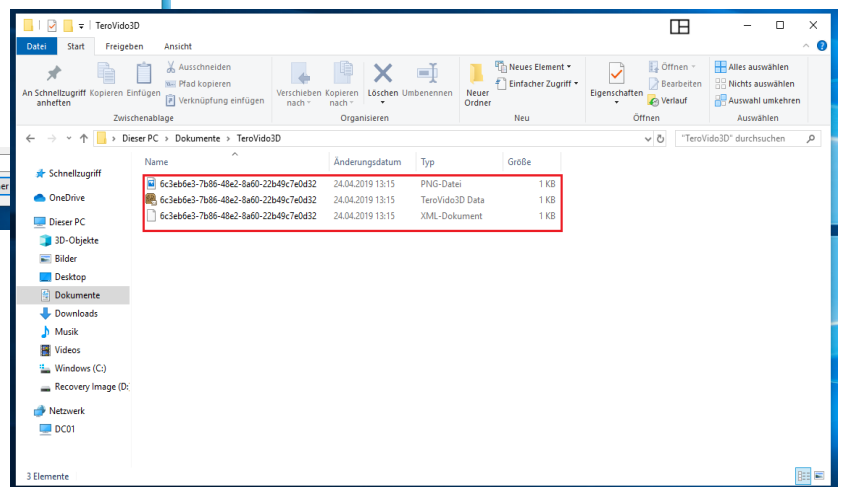 TeroVido3D
Datei Start Freigeben Ansicht
An Schnellzugriff anheften
Kopieren
Einfügen
Ausschneiden
Pfad kopieren
Verknüpfung einfügen
Zwischenablage
Verschieben nach
Kopieren nach
Löschen
Umbenennen
Organisieren
Neuer Ordner
Neues Element
Einfacher Zugriff
Neu
Eigenschaften
Öffnen
Bearbeiten
Verlauf
Öffnen
Alles auswählen
Nichts auswählen
Auswahl umkehren
Auswählen
Dieser PC > Dokumente > TeroVido3D
"TeroVido3D" durchsuchen
Name Änderungsdatum Typ Größe
6c3eb6e3-7b86-48e2-8a60-22b49c7e0d32 24.04.2019 13:15 PNG-Datei 1 KB
6c3eb6e3-7b86-48e2-8a60-22b49c7e0d32 24.04.2019 13:15 TeroVido3D Data 1 KB
6c3eb6e3-7b86-48e2-8a60-22b49c7e0d32 24.04.2019 13:15 XML-Dokument 1 KB
Schnellzugriff
OneDrive
Dieser PC
3D-Objekte
Bilder
Desktop
Dokumente
Downloads
Musik
Videos
Windows (C:)
Recovery Image (D:
Netzwerk
DC01
3 Elemente